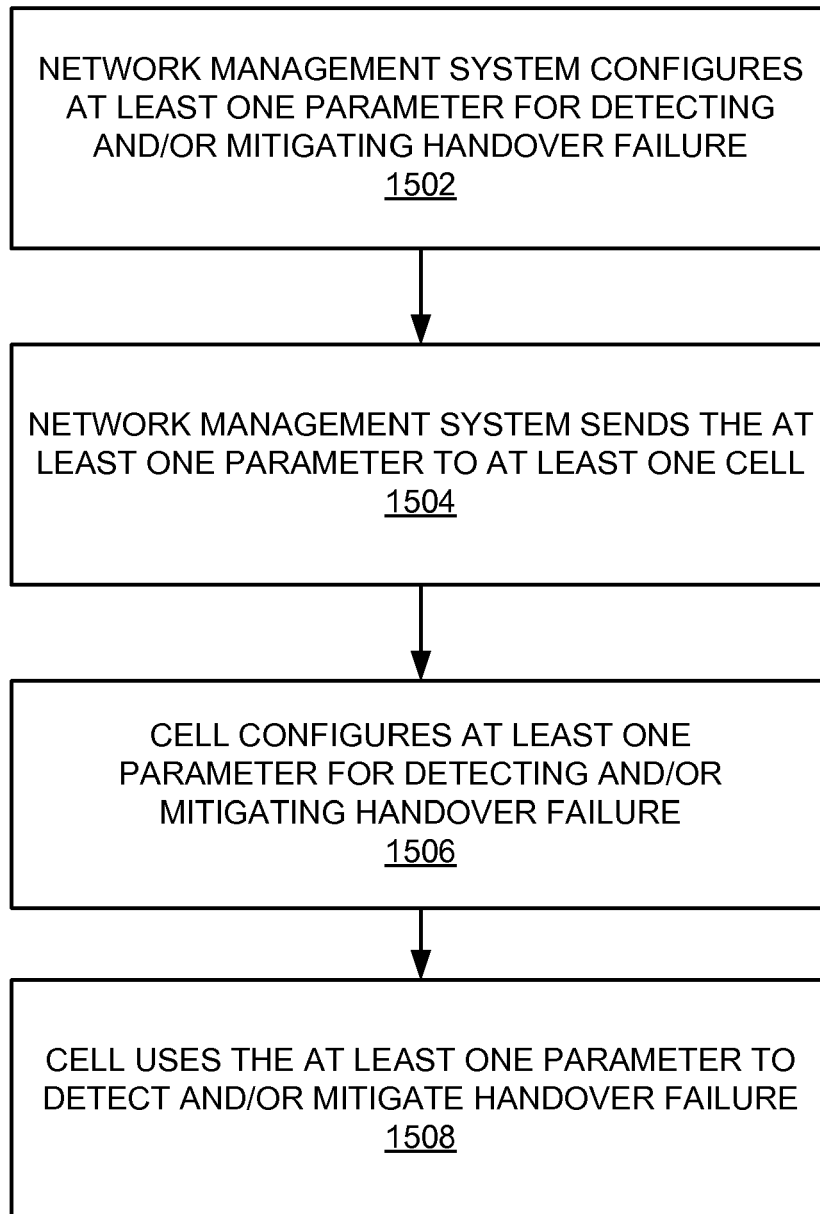 NETWORK MANAGEMENT SYSTEM CONFIGURES
AT LEAST ONE PARAMETER FOR DETECTING
AND/OR MITIGATING HANDOVER FAILURE
1502
NETWORK MANAGEMENT SYSTEM SENDS THE AT
LEAST ONE PARAMETER TO AT LEAST ONE CELL
1504
CELL CONFIGURES AT LEAST ONE
PARAMETER FOR DETECTING AND/OR
MITIGATING HANDOVER FAILURE
1506
CELL USES THE AT LEAST ONE PARAMETER TO
DETECT AND/OR MITIGATE HANDOVER FAILURE
1508